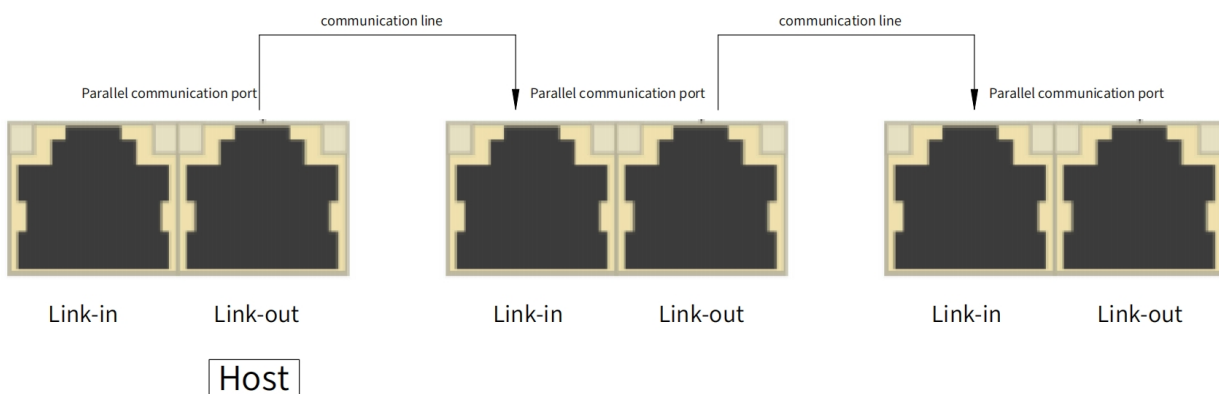 communication line
communication line
Parallel communication port
Parallel communication port
Parallel communication port
Link-in
Link-out
Link-in
Link-out
Link-in
Link-out
Host